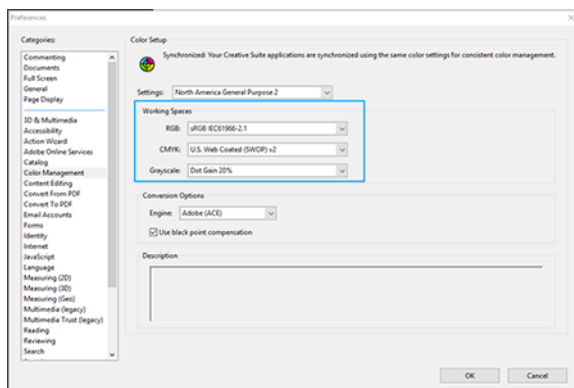 Preferences
Categories:
Commenting
Documents
Full Screen
General
Page Display
3D & Multimedia
Accessibility
Action Wizard
Adobe Online Services
Catalog
Color Management
Content Editing
Convert From PDF
Convert To PDF
Email Accounts
Forms
Identity
Internet
JavaScript
Language
Measuring (2D)
Measuring (3D)
Measuring (Geo)
Multimedia (legacy)
Multimedia Trust (legacy)
Reading
Reviewing
Search
Color Setup
Synchronized: Your Creative Suite applications are synchronized using the same color settings for consistent color management.
Settings: North America General Purpose 2
Working Spaces
RGB: sRGB IEC61966-2.1
CMYK: U.S. Web Coated (SWOP) v2
Grayscale: Dot Gain 20%
Conversion Options
Engine: Adobe (ACE)
Use black point compensation
Description
OK Cancel